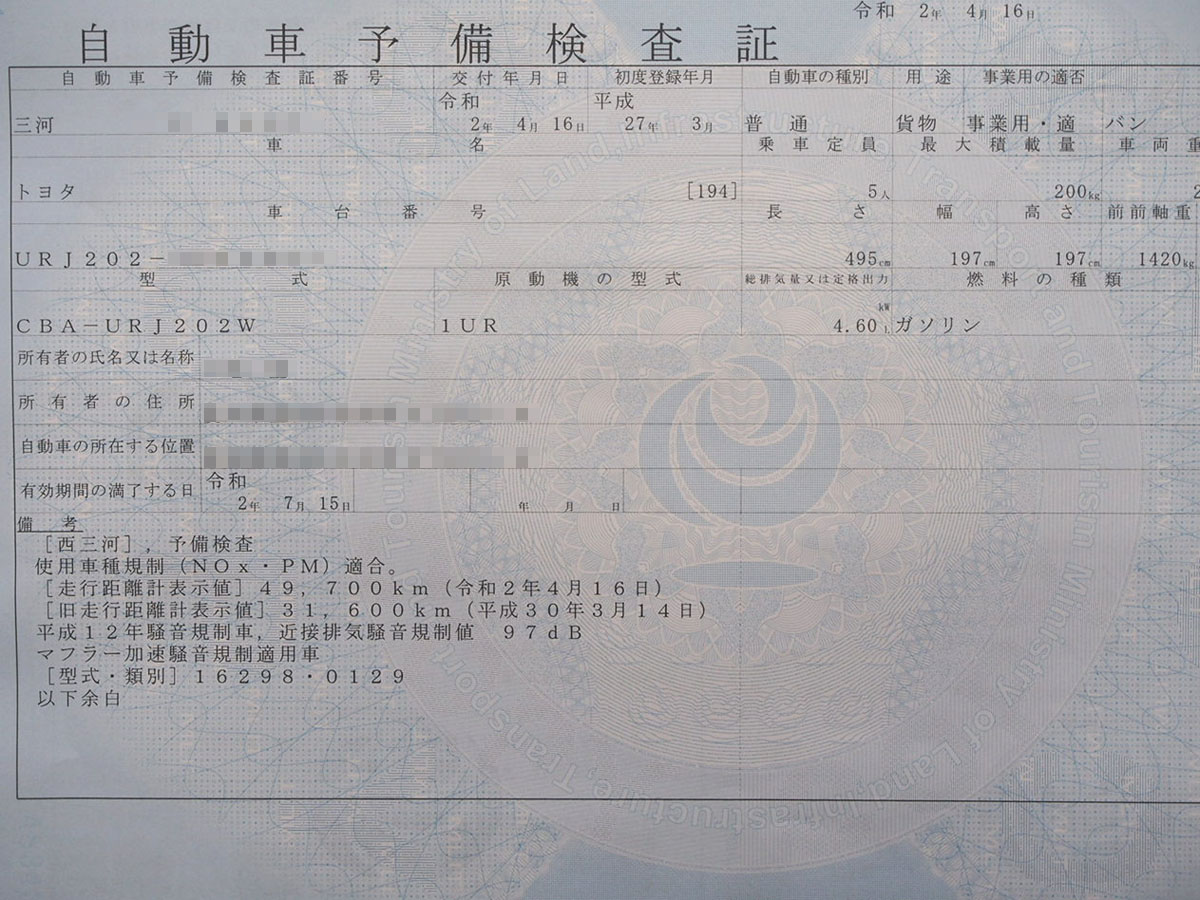 令和 2年 4月 16日
自動車予備検査証
自動車予備検査証番号 交付年月日 初度登録年月 自動車の種別 用途 事業用の適否
令和 平成
三河 2年 4月 16日 27年 3月 普通 貨物 事業用・適 バン
車名 乗車定員 最大積載量 車両重
トヨタ [194] 5人 200kg 2
車台番号 長さ 幅 高さ 前前軸重
URJ202- 495cm 197cm 197cm 1420kg
型式 原動機の型式 総排気量又は定格出力 燃料の種類
kW
CBA-URJ202W 1UR 4.60L ガソリン
所有者の氏名又は名称
所有者の住所
自動車の所在する位置
有効期間の満了する日 令和
2年 7月 15日 年 月 日
備考
[西三河],予備検査
使用車種規制(NOx・PM)適合。
[走行距離計表示値]49,700km(令和2年4月16日)
[旧走行距離計表示値]31,600km(平成30年3月14日)
平成12年騒音規制車,近接排気騒音規制値 97dB
マフラー加速騒音規制適用車
[型式・類別]16298・0129
以下余白
Ministry of Land, Infrastructure, Transport and Tourism